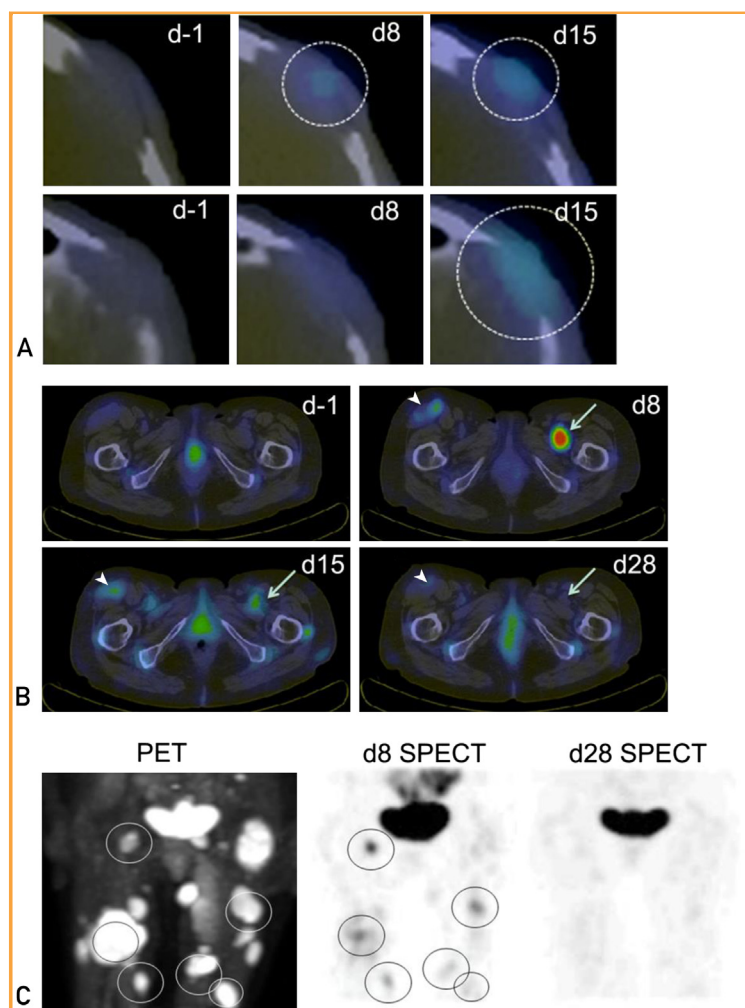 d-1 d8 d15
d-1 d8 d15
A
d-1 d8
d15 d28
B
PET d8 SPECT d28 SPECT
C